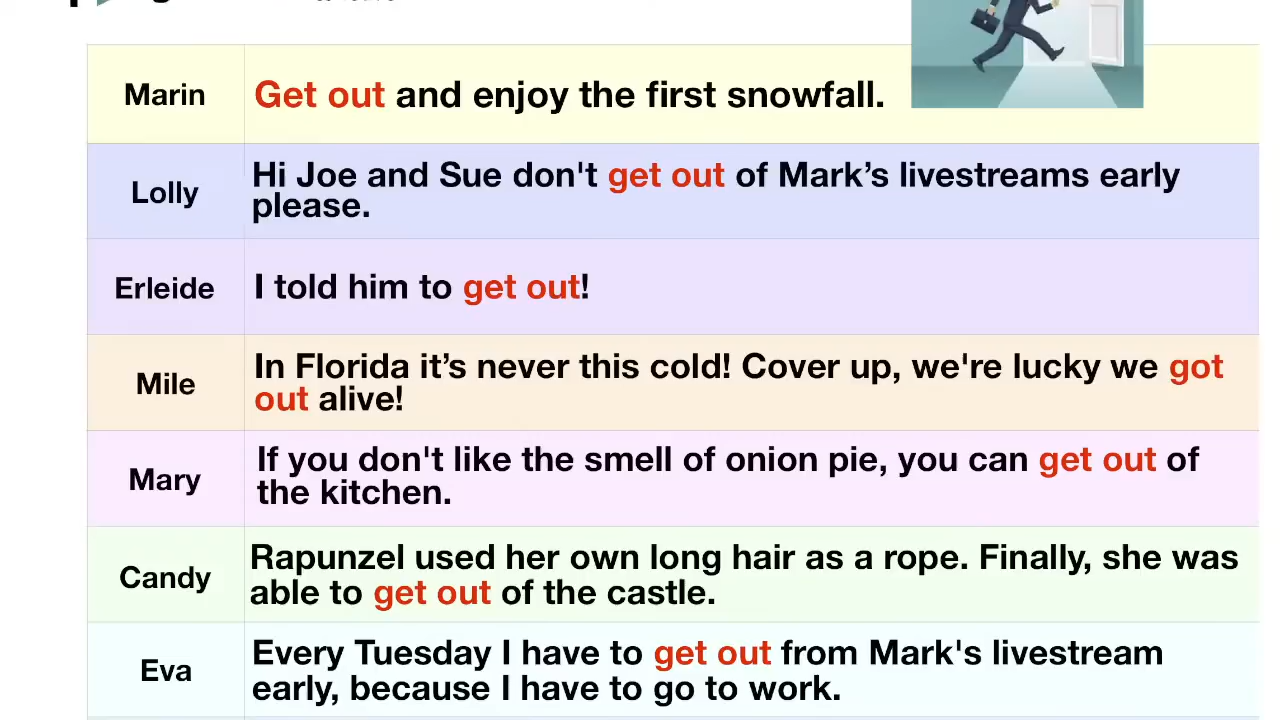 Marin
Get out and enjoy the first snowfall.
Lolly
Hi Joe and Sue don't get out of Mark’s livestreams early
please.
Erleide
I told him to get out!
Mile
In Florida it’s never this cold! Cover up, we're lucky we got
out alive!
Mary
If you don't like the smell of onion pie, you can get out of
the kitchen.
Candy
Rapunzel used her own long hair as a rope. Finally, she was
able to get out of the castle.
Eva
Every Tuesday I have to get out from Mark's livestream
early, because I have to go to work.